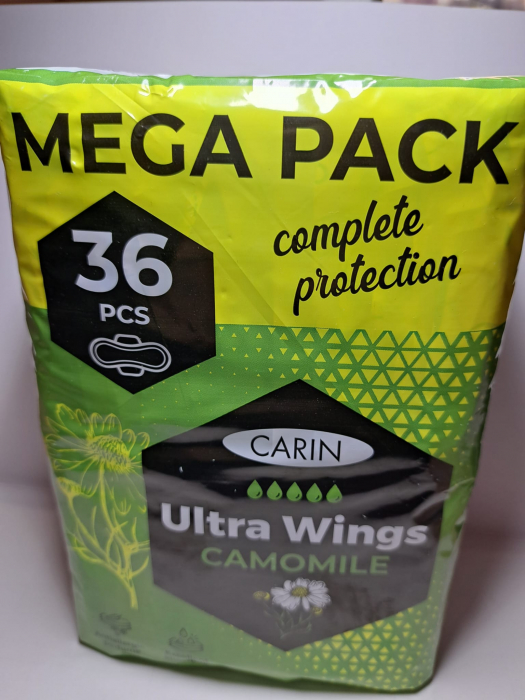 MEGA PACK
complete
protection
36
PCS
CARIN
Ultra Wings
CAMOMILE